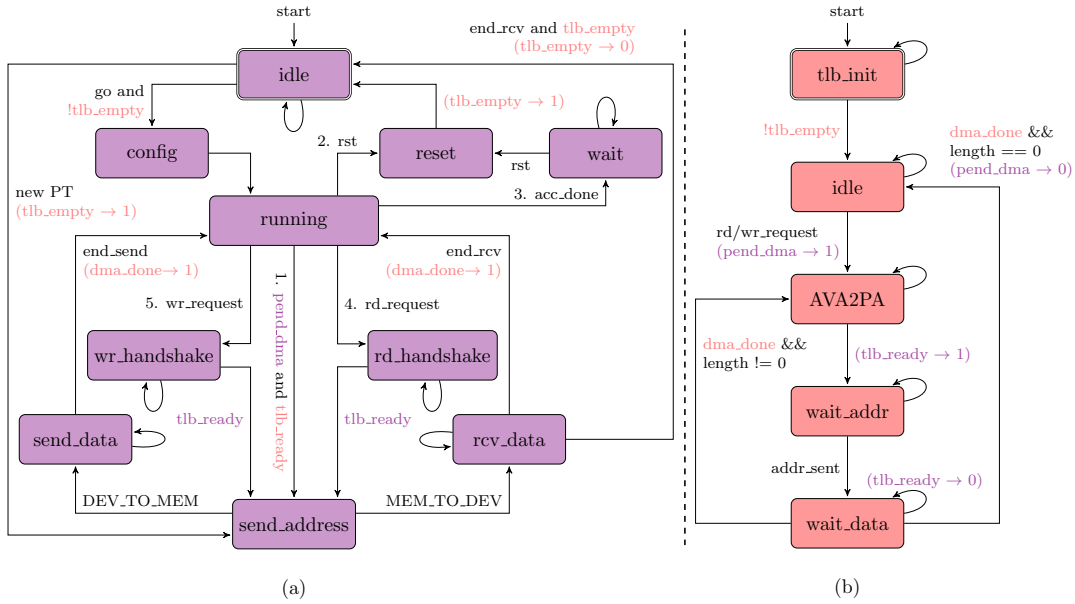 start
end_rcv and tlb_empty
(tlb_empty → 0)
idle
go and
!tlb_empty
(tlb_empty → 1)
config
2. rst
reset
rst
wait
3. acc_done
new PT
(tlb_empty → 1)
running
end_send
(dma_done→ 1)
end_rcv
(dma_done→ 1)
5. wr_request
1. pend_dma and tlb_ready
4. rd_request
wr_handshake
rd_handshake
tlb_ready
tlb_ready
send_data
rcv_data
DEV_TO_MEM
MEM_TO_DEV
send_address
(a)
start
tlb_init
!tlb_empty
dma_done &&
length == 0
(pend_dma → 0)
idle
rd/wr_request
(pend_dma → 1)
AVA2PA
dma_done &&
length != 0
(tlb_ready → 1)
wait_addr
addr_sent
(tlb_ready → 0)
wait_data
(b)